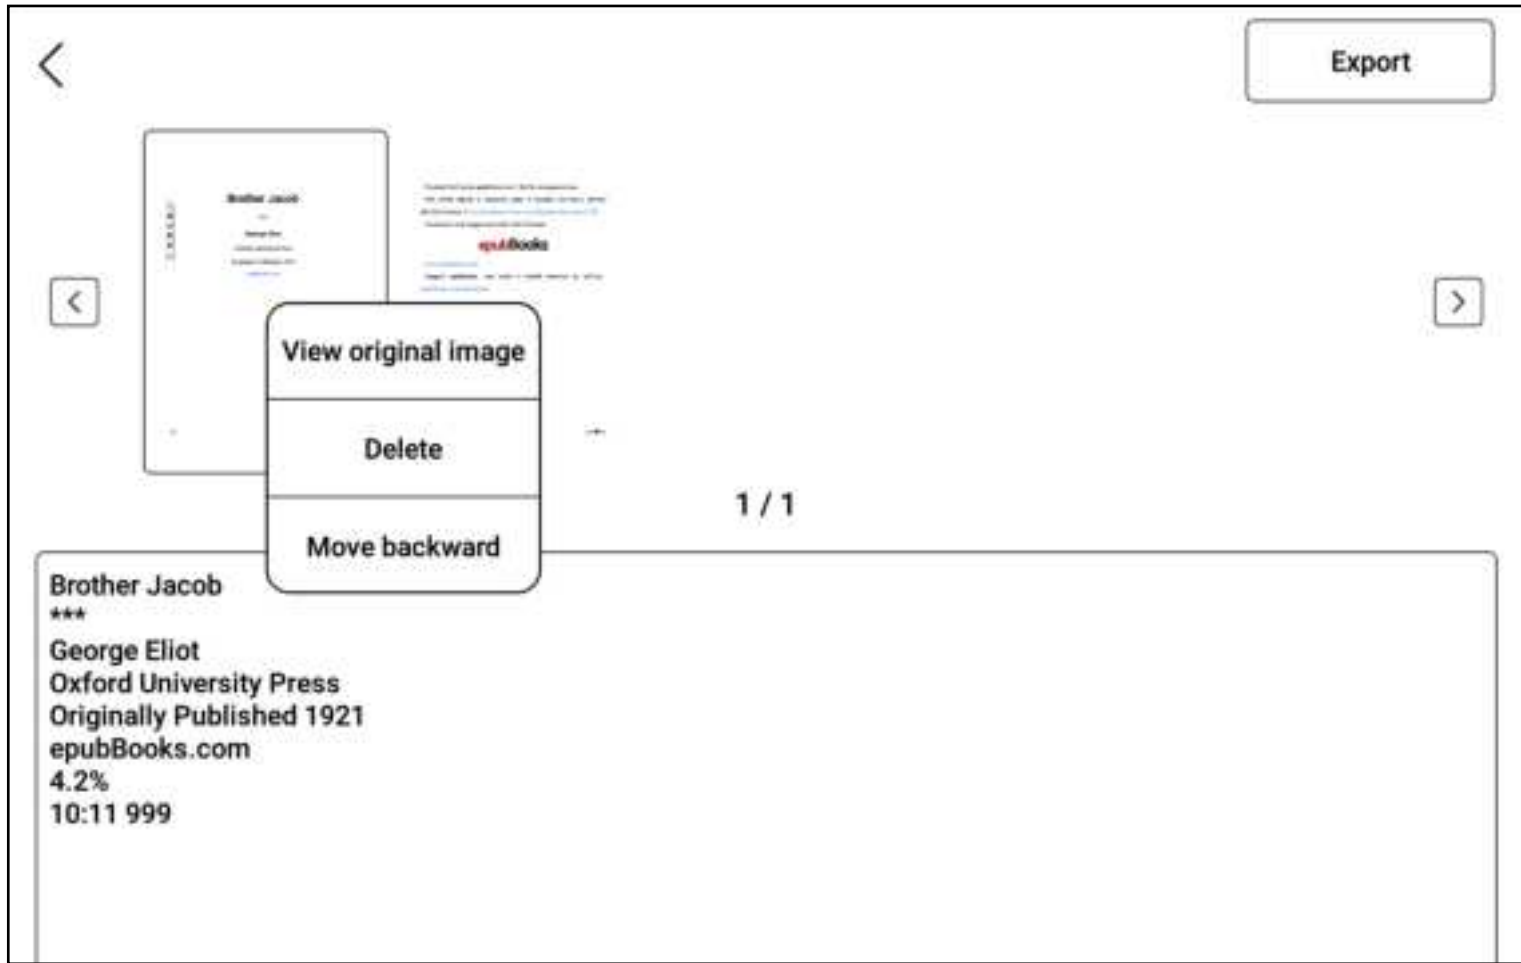 Export
Brother Jacob
epubBooks
View original image
Delete
Move backward
1 / 1
Brother Jacob
***
George Eliot
Oxford University Press
Originally Published 1921
epubBooks.com
4.2%
10:11 999